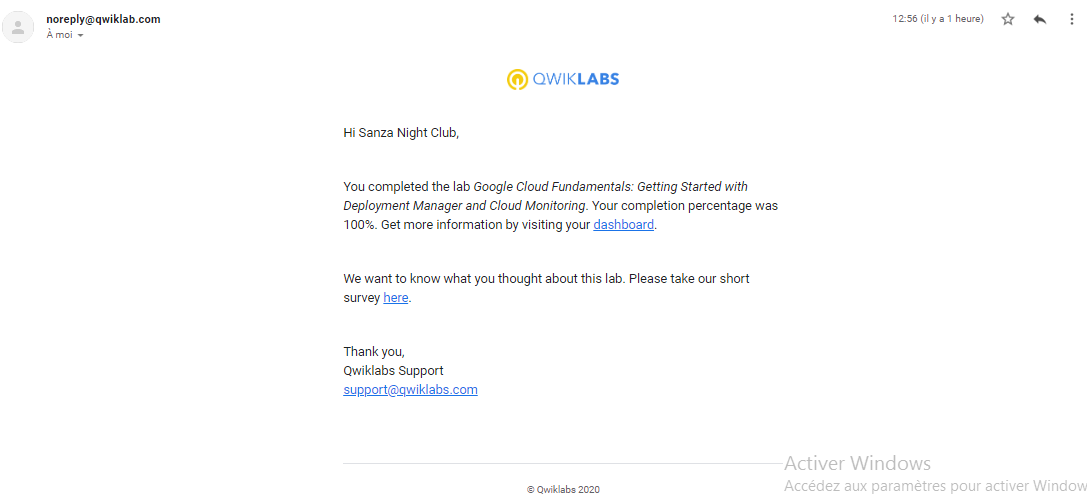 noreply@qwiklab.com
12:56 (il y a 1 heure)
À moi
QWIKLABS
Hi Sanza Night Club,
You completed the lab Google Cloud Fundamentals: Getting Started with
Deployment Manager and Cloud Monitoring. Your completion percentage was
100%. Get more information by visiting your dashboard.
We want to know what you thought about this lab. Please take our short
survey here.
Thank you,
Qwiklabs Support
support@qwiklabs.com
Activer Windows
Accédez aux paramètres pour activer Window
© Qwiklabs 2020